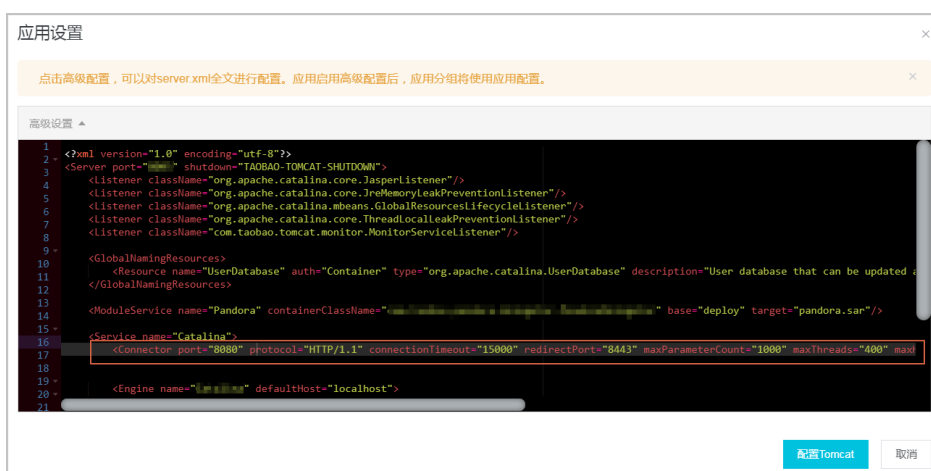 应用设置
×
点击高级配置，可以对server.xml全文进行配置。应用启用高级配置后，应用分组将使用应用配置。
×
高级设置
1
2 <?xml version="1.0" encoding="utf-8"?>
3 <Server port=" " shutdown="TAOBAO-TOMCAT-SHUTDOWN">
4 <Listener className="org.apache.catalina.core.JasperListener"/>
5 <Listener className="org.apache.catalina.core.JreMemoryLeakPreventionListener"/>
6 <Listener className="org.apache.catalina.mbeans.GlobalResourcesLifecycleListener"/>
7 <Listener className="org.apache.catalina.core.ThreadLocalLeakPreventionListener"/>
8 <Listener className="com.taobao.tomcat.monitor.MonitorServiceListener"/>
9
10 <GlobalNamingResources>
11 <Resource name="UserDatabase" auth="Container" type="org.apache.catalina.UserDatabase" description="User database that can be updated a
12 </GlobalNamingResources>
13
14 <ModuleService name="Pandora" containerClassName=" " base="deploy" target="pandora.sar"/>
15
16 <Service name="Catalina">
17 <Connector port="8080" protocol="HTTP/1.1" connectionTimeout="15000" redirectPort="8443" maxParameterCount="1000" maxThreads="400" max
18
19
20 <Engine name=" " defaultHost="localhost">
21
配置Tomcat
取消